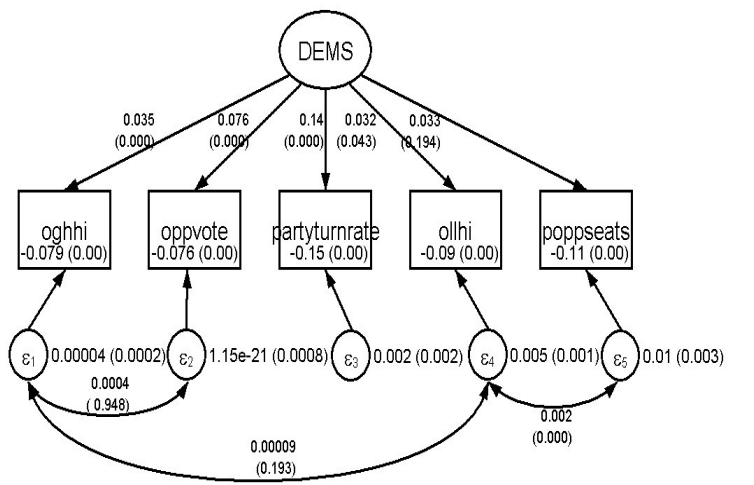 DEMS
0.035 0.076 0.14 0.032 0.033
(0.000) (0.000) (0.000) (0.043) (0.194)
oghhi oppvote partyturnrate ollhi poppseats
-0.079 (0.00) -0.076 (0.00) -0.15 (0.00) -0.09 (0.00) -0.11 (0.00)
ε1 0.00004 (0.0002) ε2 1.15e-21 (0.0008) ε3 0.002 (0.002) ε4 0.005 (0.001) ε5 0.01 (0.003)
0.0004
( 0.948)
0.002
(0.000)
0.00009
(0.193)